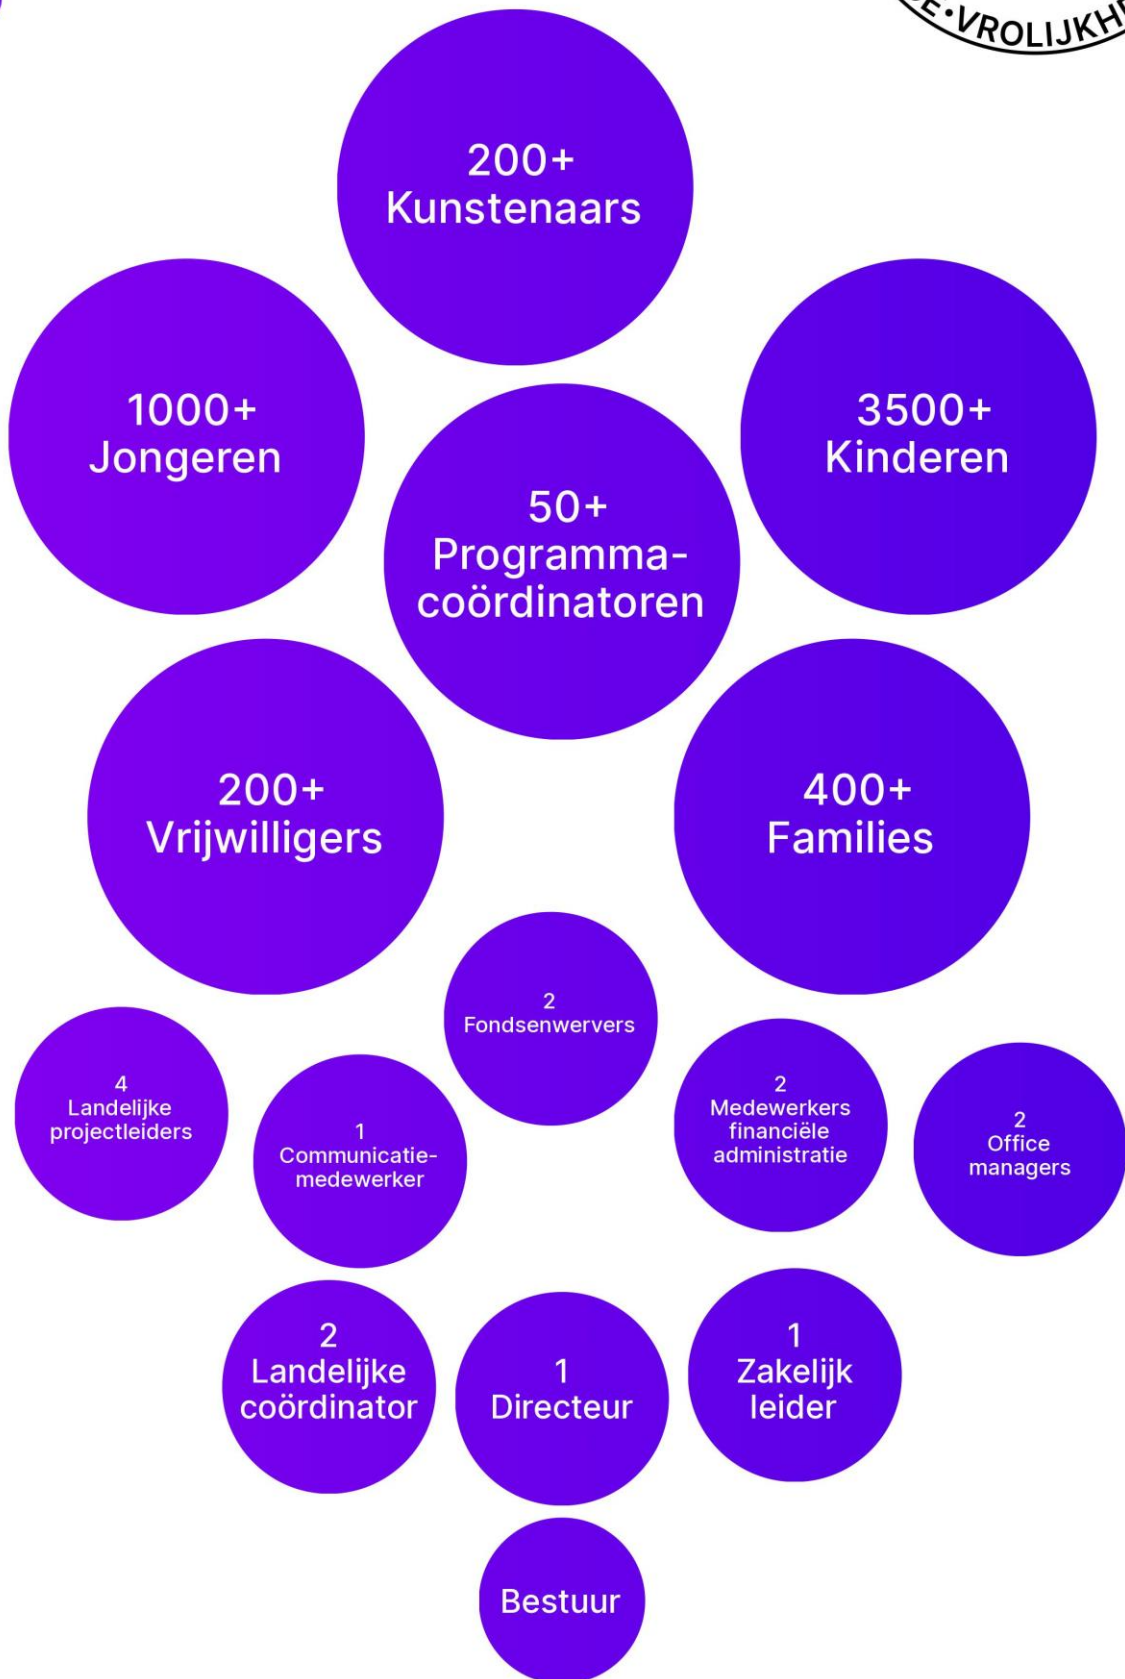 VROLIJKH
200+
Kunstenaars
1000+
Jongeren
3500+
Kinderen
50+
Programma-
coördinatoren
200+
Vrijwilligers
400+
Families
2
Fondsenwervers
4
Landelijke
projectleiders
1
Communicatie-
medewerker
2
Medewerkers
financiële
administratie
2
Office
managers
2
Landelijke
coördinator
1
Directeur
1
Zakelijk
leider
Bestuur